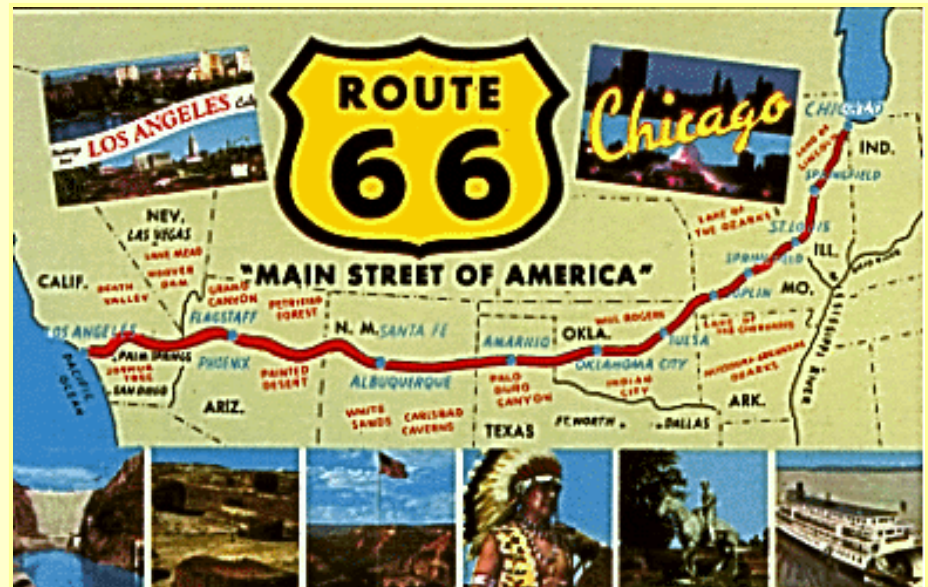 ROUTE
66
"MAIN STREET OF AMERICA"
LOS ANGELES
Chicago
IND.
LAND OF
LINCOLN
SPRINGFIELD
LAKE OF
THE OZARKS
ST. LOUIS
ILL.
SPRINGFIELD
JOPLIN
MO.
NEV.
LAS VEGAS
LAKE MEAD
HOOVER
DAM
CALIF.
DEATH
VALLEY
GRAND
CANYON
PETRIFIED
FOREST
FLAGSTAFF
LOS ANGELES
PALM SPRINGS
JOSHUA
TREE
SAN DIEGO
PACIFIC
OCEAN
PHOENIX
PAINTED
DESERT
ARIZ.
N. M.
SANTA FE
ALBUQUERQUE
WHITE
SANDS
CARLSBAD
CAVERNS
AMARILLO
OKLA.
WILL ROGERS
TULSA
OKLAHOMA CITY
PALO
DURO
CANYON
INDIAN
CITY
TEXAS
FT. WORTH
DALLAS
LAKE OF
THE CHEROKEES
OZARKS
ARK.
River